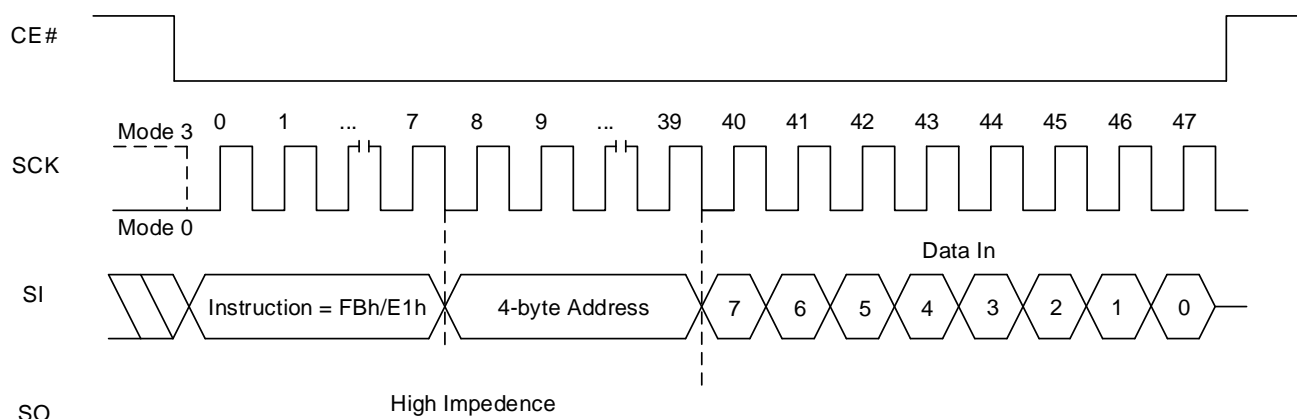 CE#
0 1 ... 7 8 9 ... 39 40 41 42 43 44 45 46 47
Mode 3
SCK
Mode 0
Data In
SI
Instruction = FBh/E1h 4-byte Address 7 6 5 4 3 2 1 0
High Impedence
SO